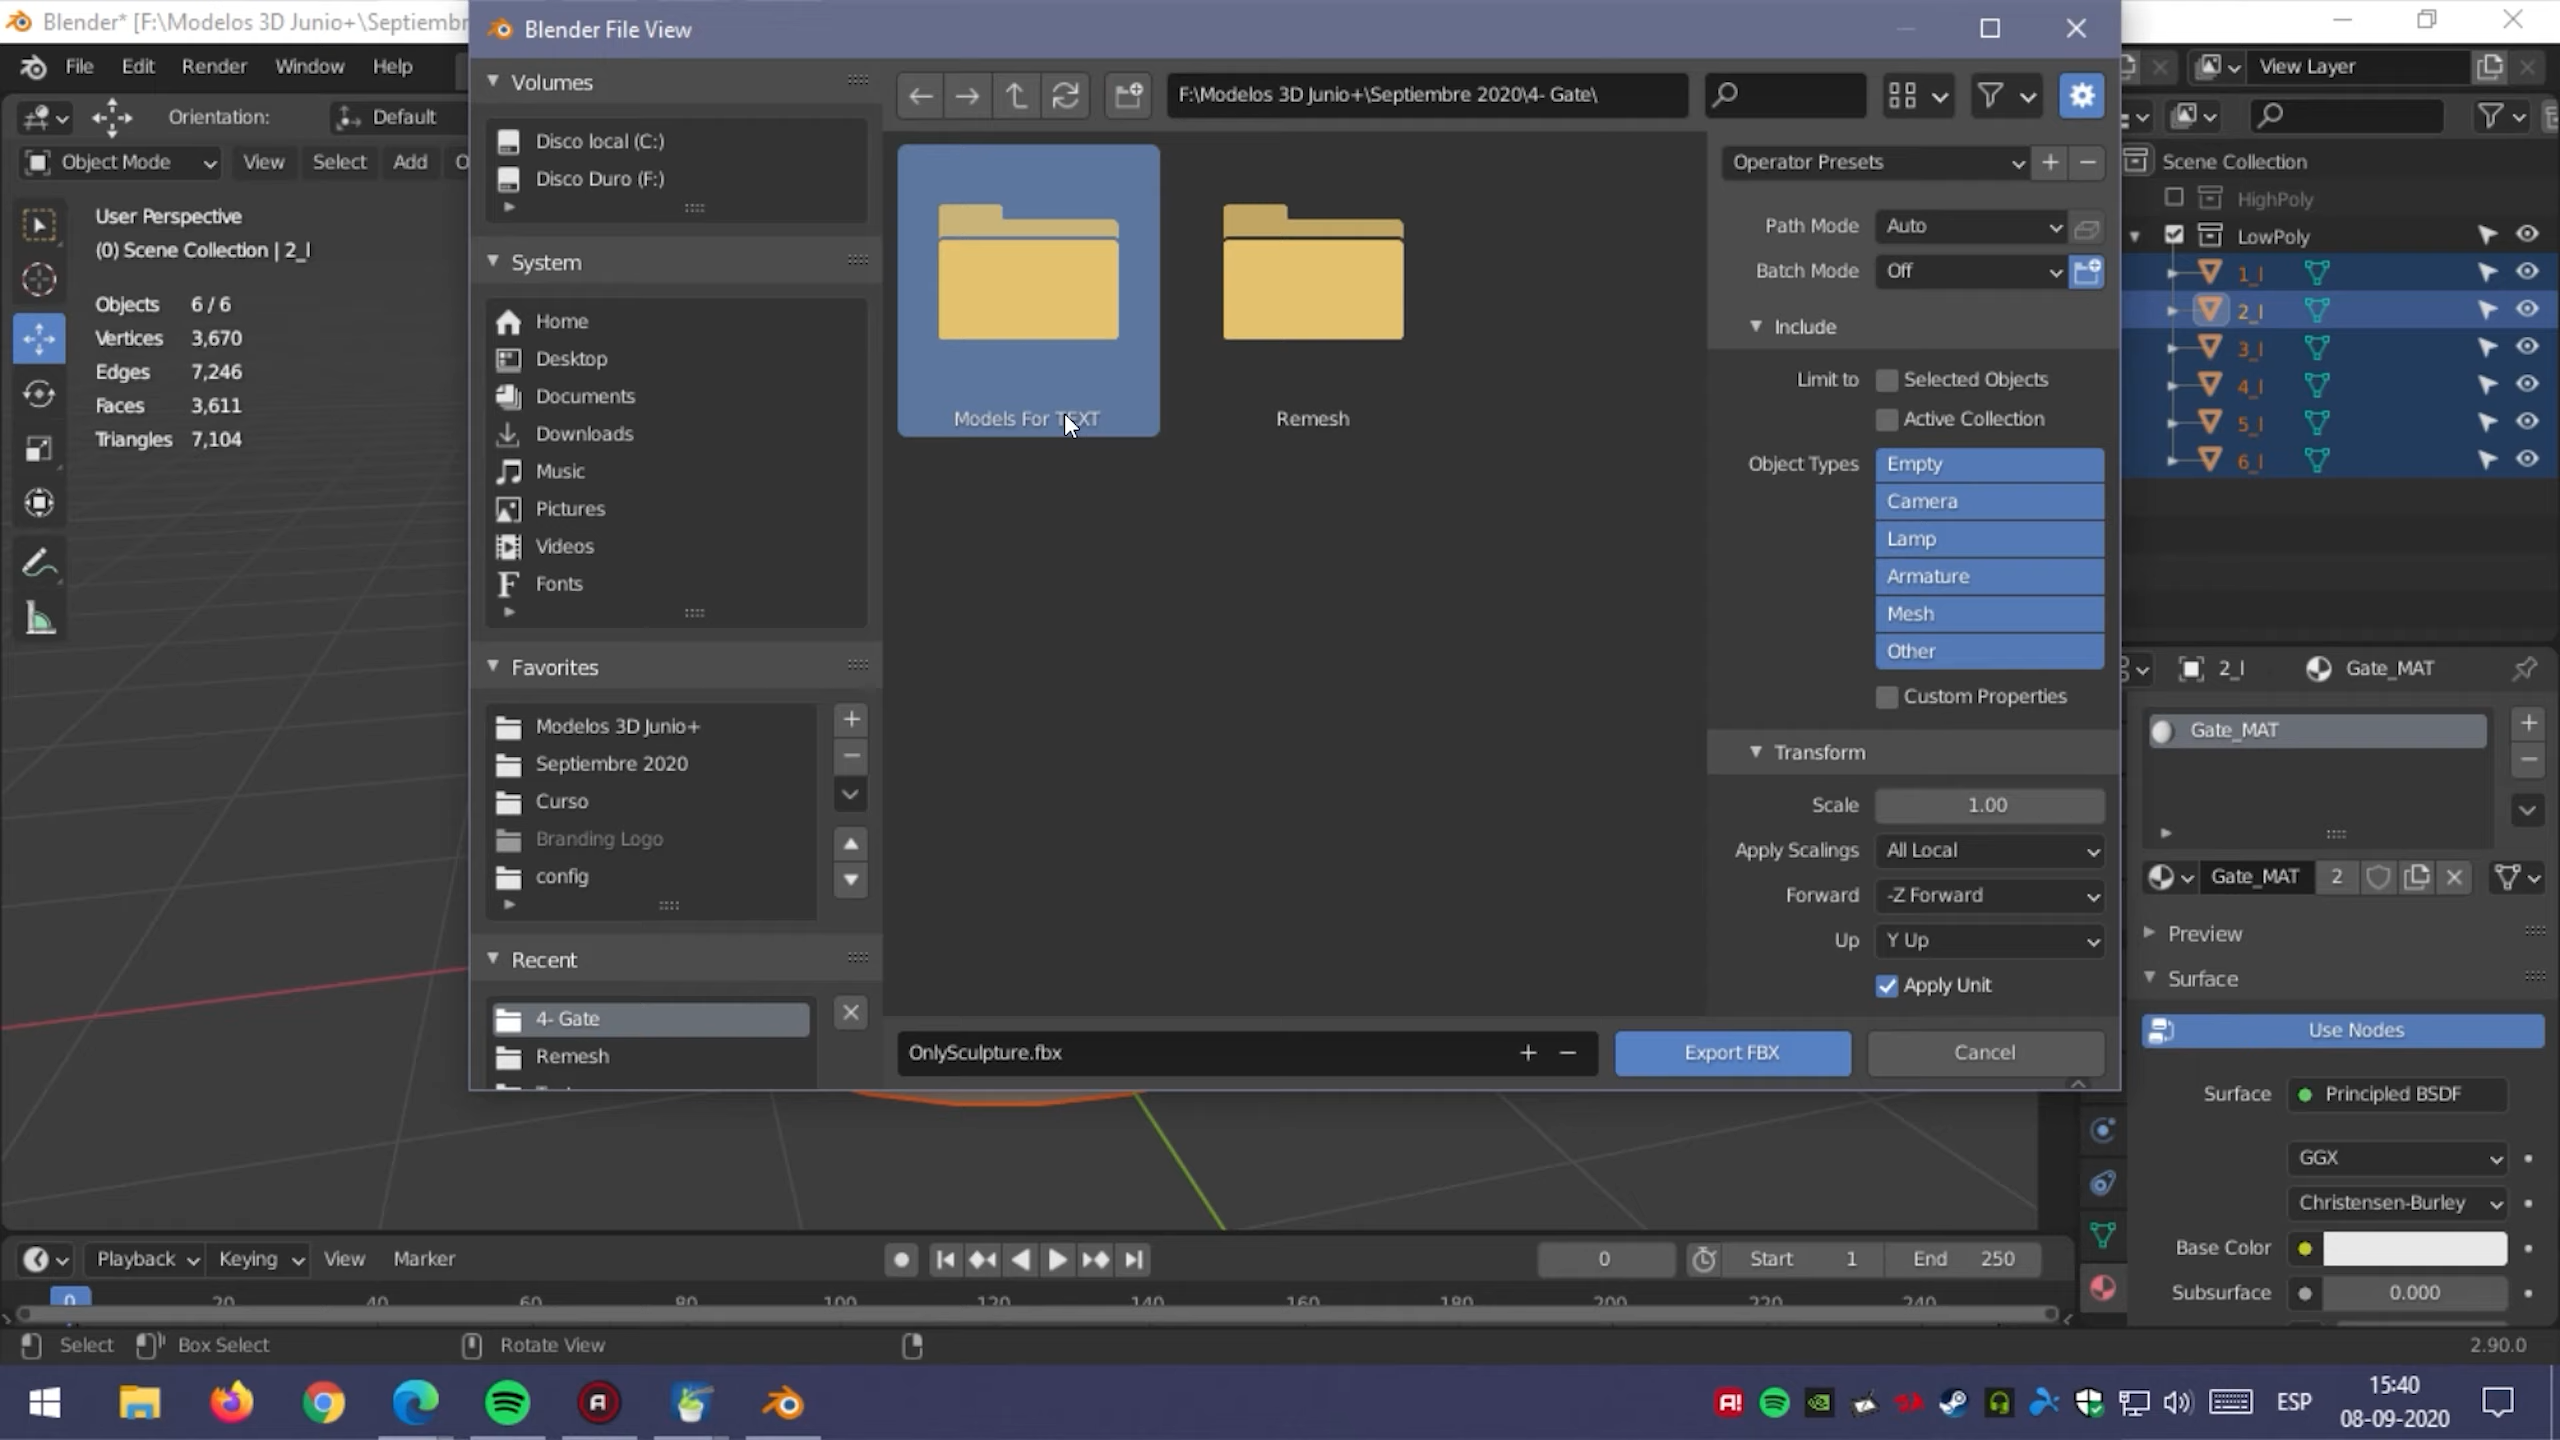 Blender* [F:\Modelos 3D Junio+\Septiembr
Blender File View
File Edit Render Window Help
View Layer
Orientation: Default
Object Mode View Select Add O
User Perspective
(0) Scene Collection | 2_l
Objects 6 / 6
Vertices 3,670
Edges 7,246
Faces 3,611
Triangles 7,104
Volumes
Disco local (C:)
Disco Duro (F:)
System
Home
Desktop
Documents
Downloads
Music
Pictures
Videos
Fonts
Favorites
Modelos 3D Junio+
Septiembre 2020
Curso
Branding Logo
config
Recent
4- Gate
Remesh
F:\Modelos 3D Junio+\Septiembre 2020\4- Gate\
Models For TEXT
Remesh
OnlySculpture.fbx
Export FBX
Cancel
Operator Presets
Path Mode Auto
Batch Mode Off
Include
Limit to Selected Objects
Active Collection
Object Types Empty
Camera
Lamp
Armature
Mesh
Other
Custom Properties
Transform
Scale 1.00
Apply Scalings All Local
Forward -Z Forward
Up Y Up
Apply Unit
Scene Collection
HighPoly
LowPoly
1_l
2_l
3_l
4_l
5_l
6_l
2_l Gate_MAT
Gate_MAT
Gate_MAT 2
Preview
Surface
Use Nodes
Surface Principled BSDF
GGX
Christensen-Burley
Base Color
Subsurface 0.000
Playback Keying View Marker
0 Start 1 End 250
0 20 40 60 80 100 120 140 160 180 200 220 240
Select Box Select Rotate View
2.90.0
ESP
15:40
08-09-2020